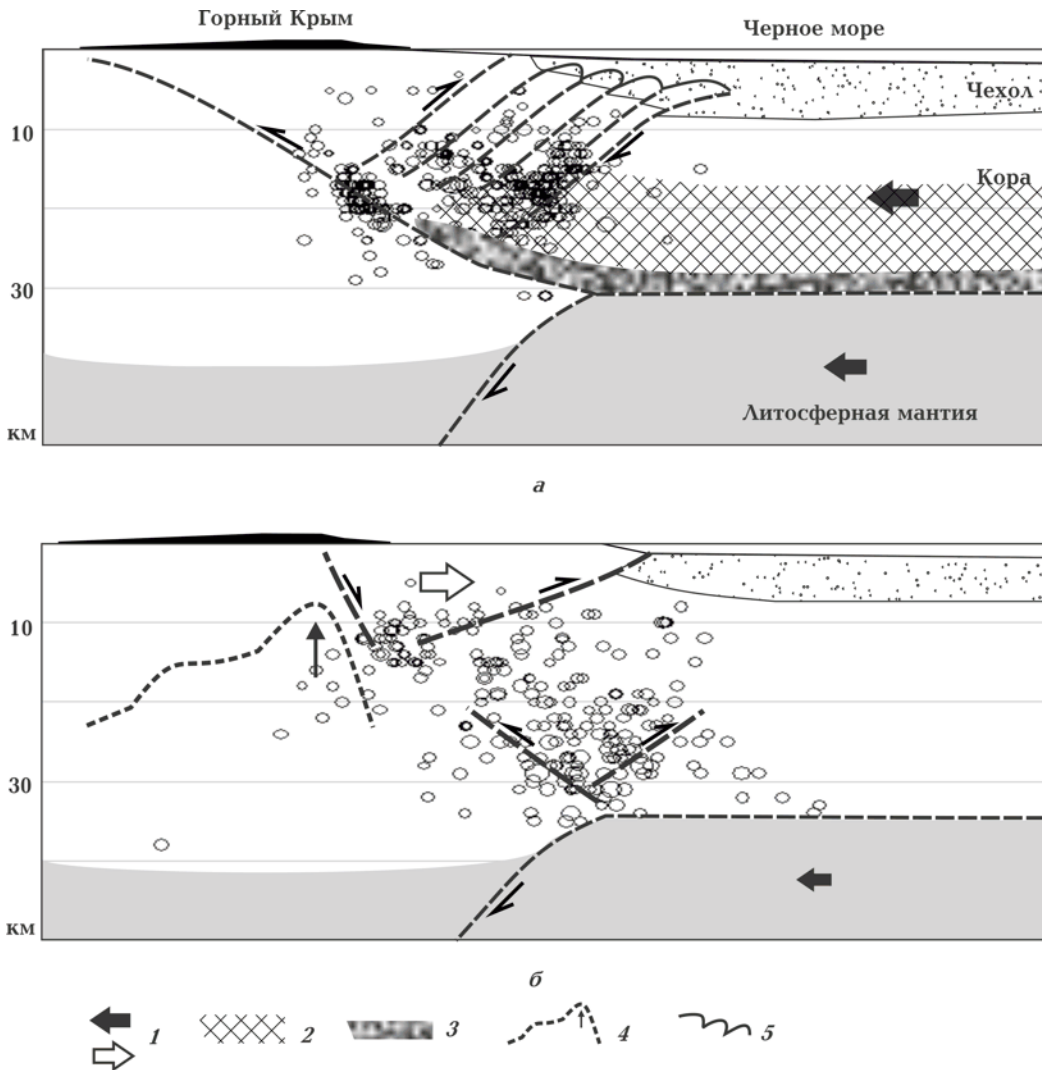 Горный Крым
Черное море
Чехол
10
Кора
30
Литосферная мантия
км
а
10
30
км
б
1
2
3
4
5